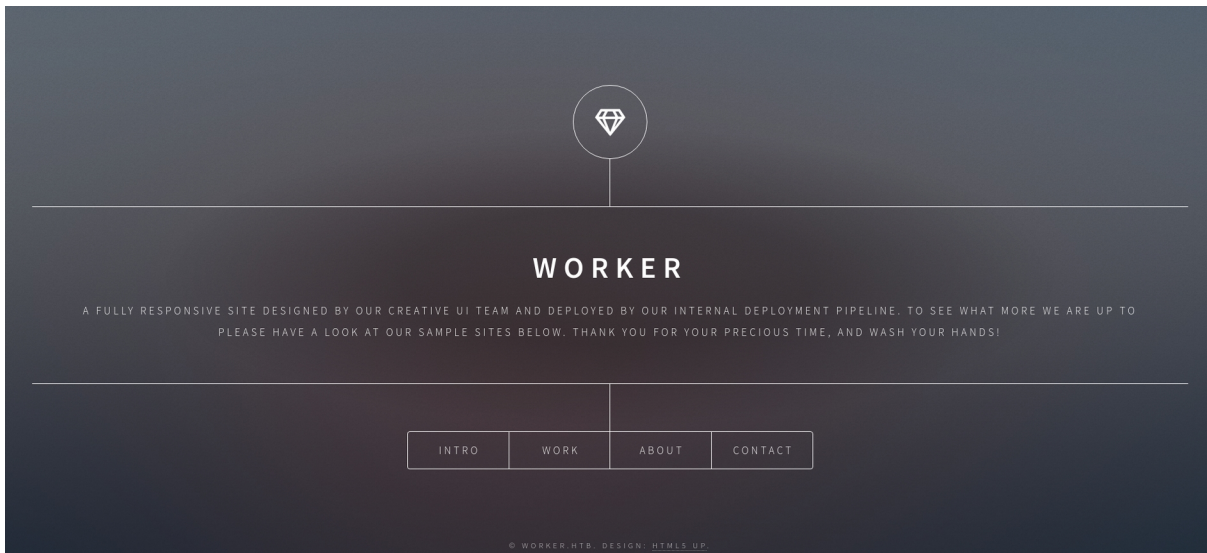 WORKER
A FULLY RESPONSIVE SITE DESIGNED BY OUR CREATIVE UI TEAM AND DEPLOYED BY OUR INTERNAL DEPLOYMENT PIPELINE. TO SEE WHAT MORE WE ARE UP TO
PLEASE HAVE A LOOK AT OUR SAMPLE SITES BELOW. THANK YOU FOR YOUR PRECIOUS TIME, AND WASH YOUR HANDS!
INTRO WORK ABOUT CONTACT
© WORKER.HTB. DESIGN: HTML5 UP.